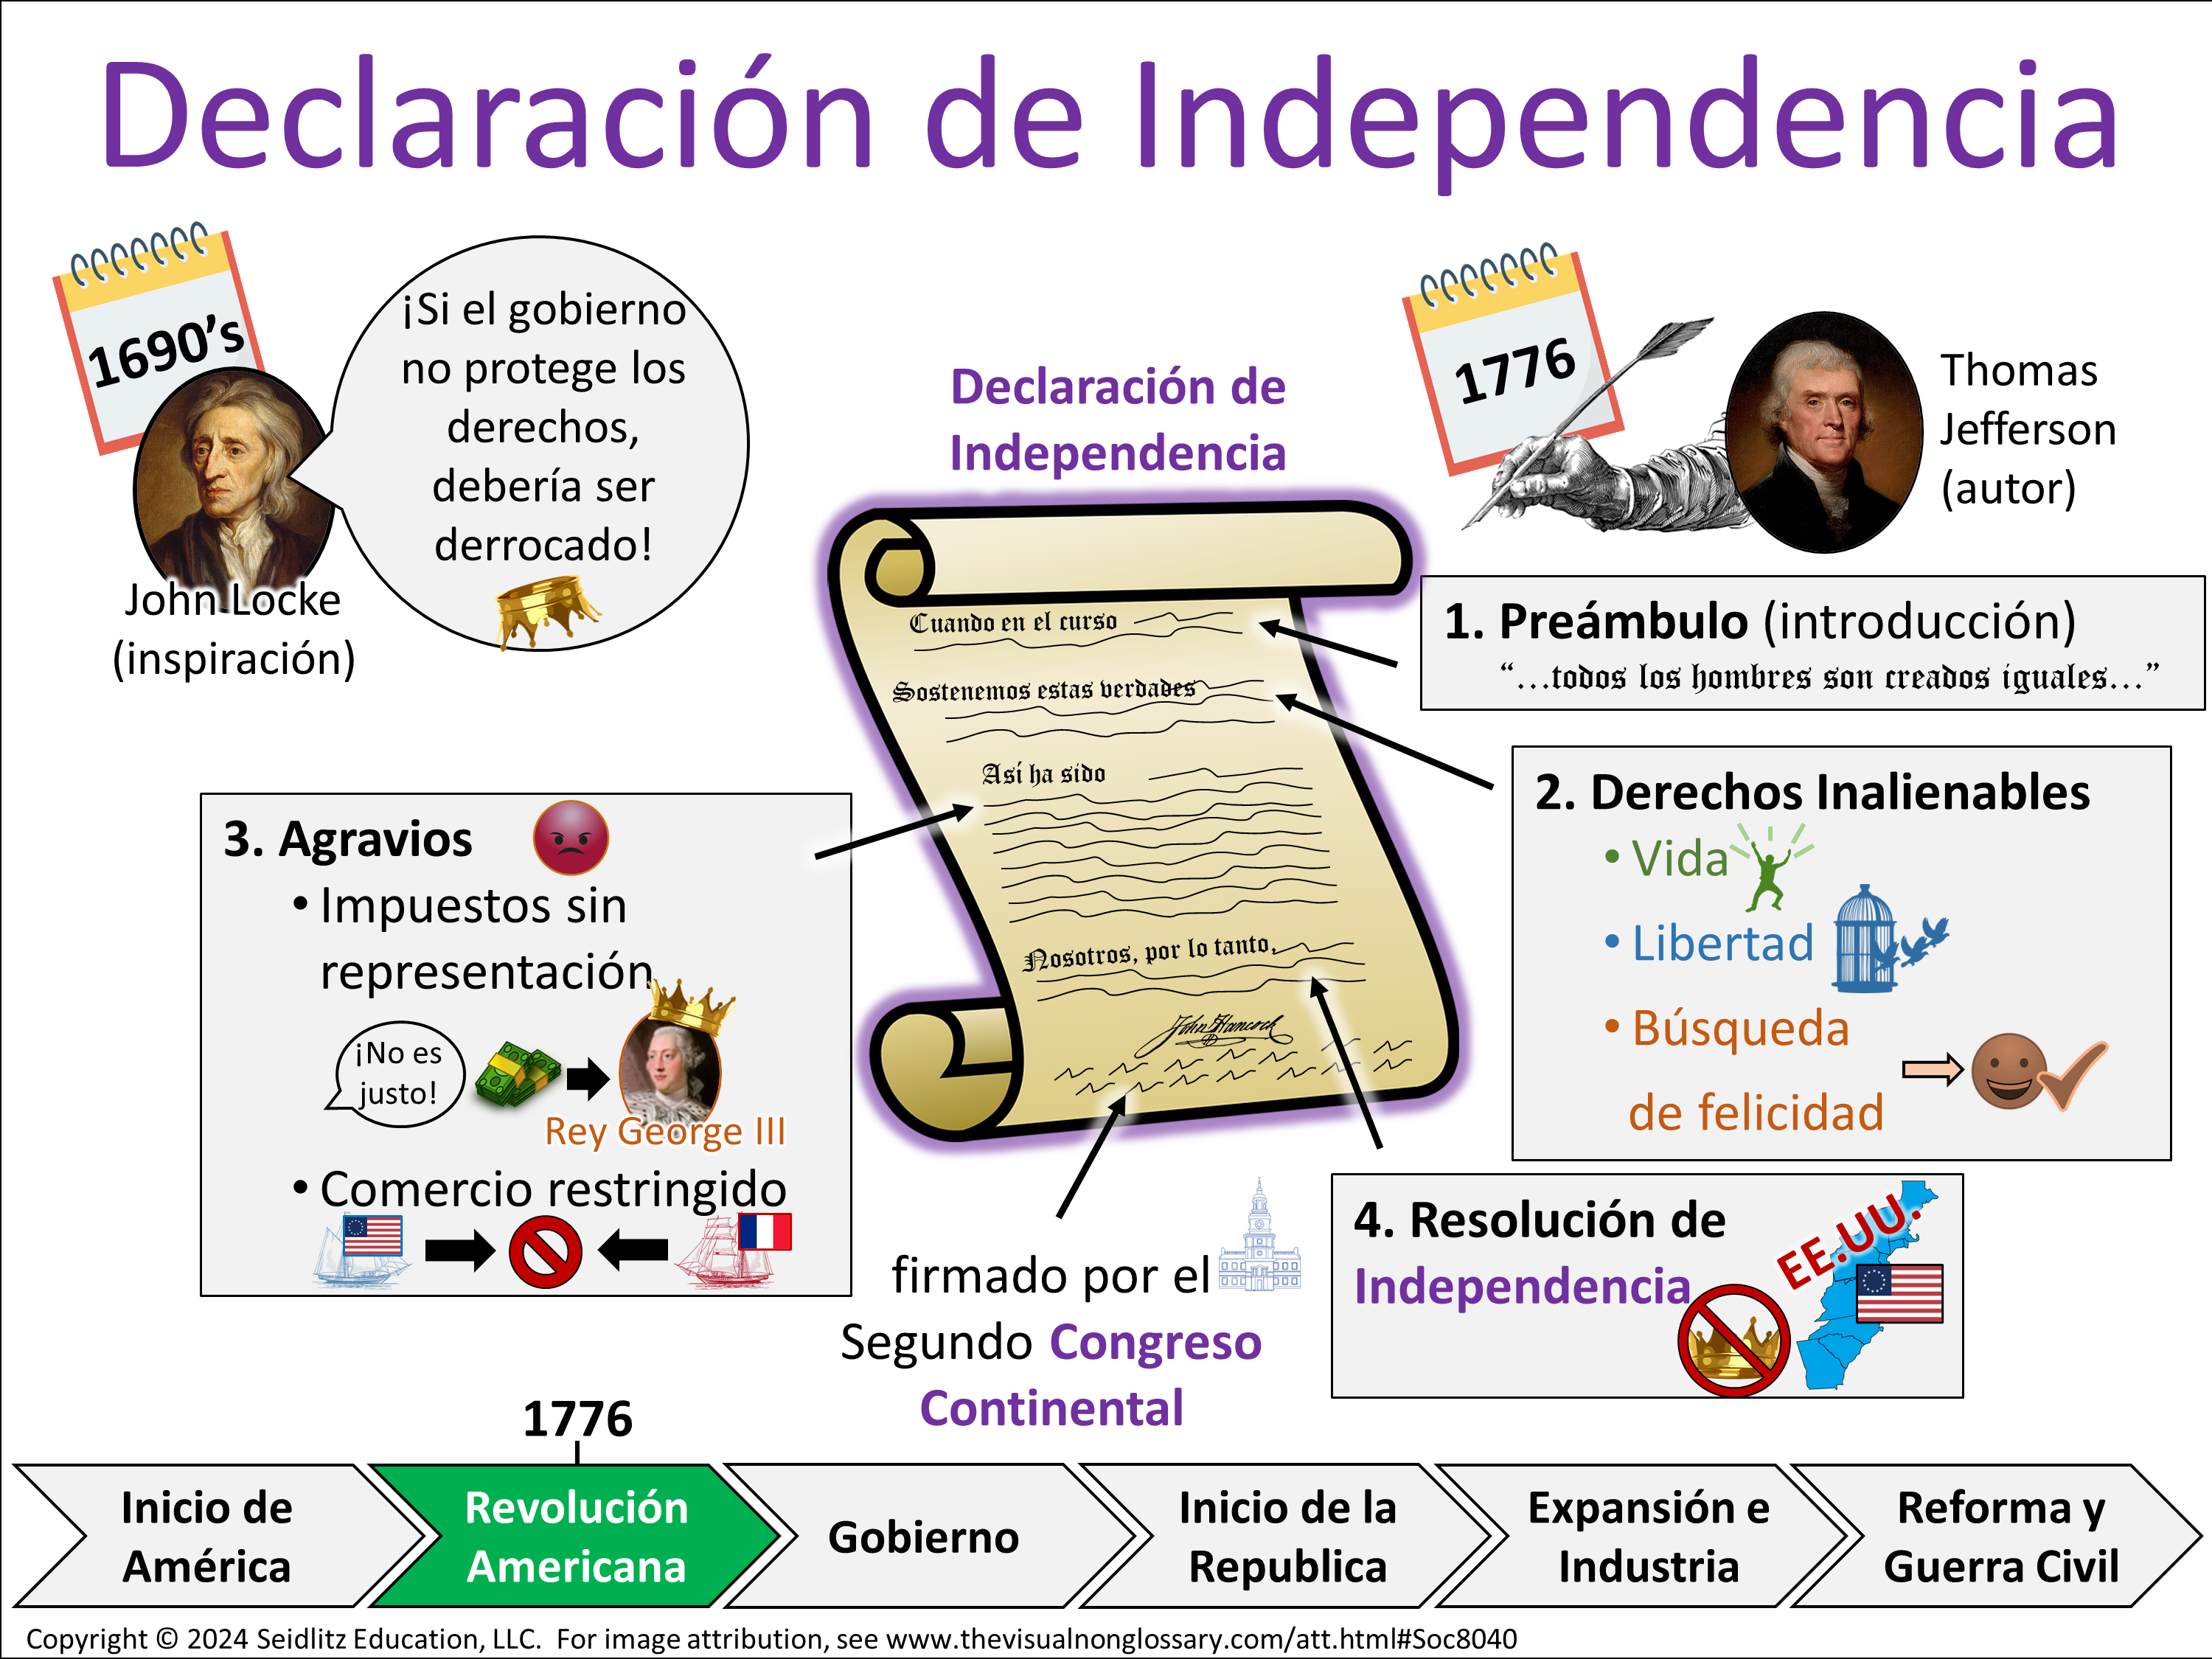 Declaración de Independencia
1690's
¡Si el gobierno
no protege los
derechos,
debería ser
derrocado!
John Locke
(inspiración)
Declaración de
Independencia
1776
Thomas
Jefferson
(autor)
Cuando en el curso
Sostenemos estas verdades
Así ha sido
Nosotros, por lo tanto,
John Hancock
1. Preámbulo (introducción)
“…todos los hombres son creados iguales…”
2. Derechos Inalienables
• Vida
• Libertad
• Búsqueda
de felicidad
3. Agravios
• Impuestos sin
representación
¡No es
justo!
Rey George III
• Comercio restringido
firmado por el
Segundo Congreso
Continental
4. Resolución de
Independencia
EE.UU.
1776
Inicio de
América
Revolución
Americana
Gobierno
Inicio de la
Republica
Expansión e
Industria
Reforma y
Guerra Civil
Copyright © 2024 Seidlitz Education, LLC.  For image attribution, see www.thevisualnonglossary.com/att.html#Soc8040